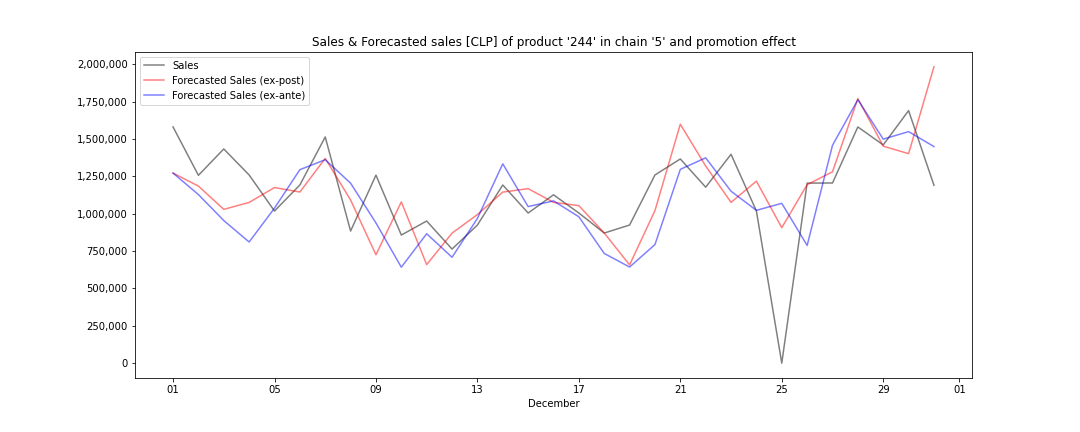 Sales & Forecasted sales [CLP] of product '244' in chain '5' and promotion effect
Sales
Forecasted Sales (ex-post)
Forecasted Sales (ex-ante)
2,000,000
1,750,000
1,500,000
1,250,000
1,000,000
750,000
500,000
250,000
0
01 05 09 13 17 21 25 29 01
December